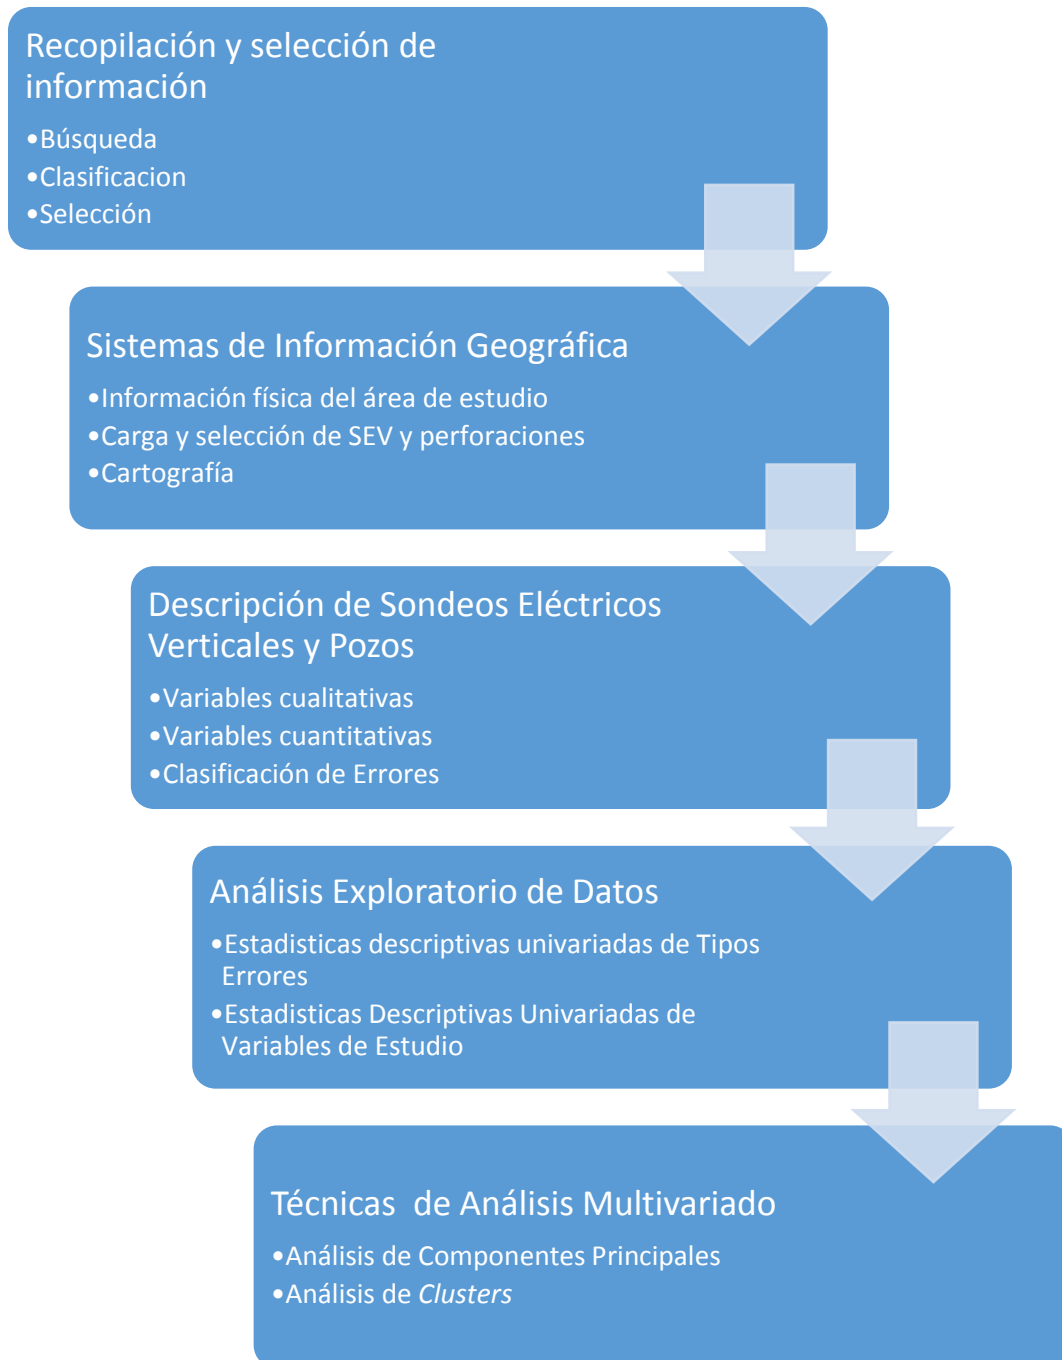 Recopilación y selección de
información
•Búsqueda
•Clasificacion
•Selección
Sistemas de Información Geográfica
•Información física del área de estudio
•Carga y selección de SEV y perforaciones
•Cartografía
Descripción de Sondeos Eléctricos
Verticales y Pozos
•Variables cualitativas
•Variables cuantitativas
•Clasificación de Errores
Análisis Exploratorio de Datos
•Estadisticas descriptivas univariadas de Tipos
Errores
•Estadisticas Descriptivas Univariadas de
Variables de Estudio
Técnicas de Análisis Multivariado
•Análisis de Componentes Principales
•Análisis de Clusters